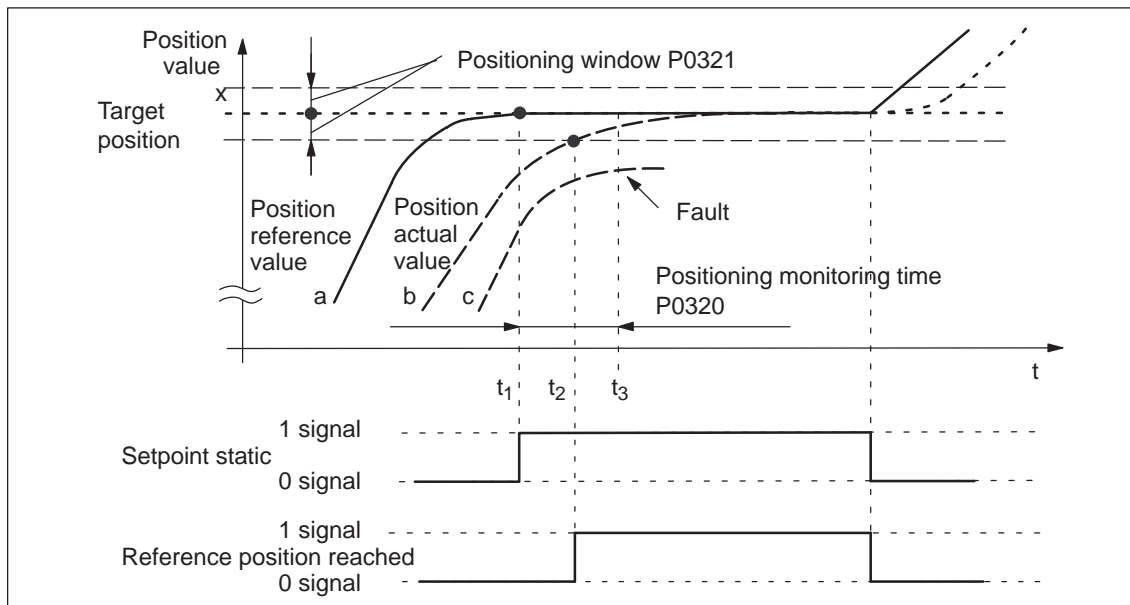 Position
value
x
Positioning window P0321
Target
position
Position
reference
value
Position
actual
value
Fault
a
b
c
Positioning monitoring time
P0320
t
t1
t2
t3
1 signal
Setpoint static
0 signal
1 signal
Reference position reached
0 signal